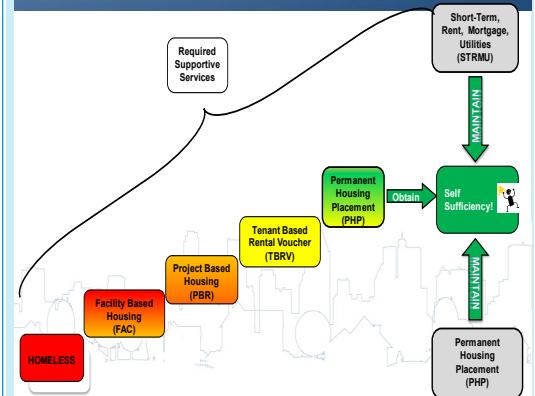 Short-Term,
Rent, Mortgage,
Utilities
(STRMU)
Required
Supportive
Services
MAINTAIN
Permanent
Housing
Placement
(PHP)
Obtain
Self
Sufficiency!
Tenant Based
Rental Voucher
(TBRV)
Project Based
Housing
(PBR)
MAINTAIN
Facility Based
Housing
(FAC)
HOMELESS
Permanent
Housing
Placement
(PHP)